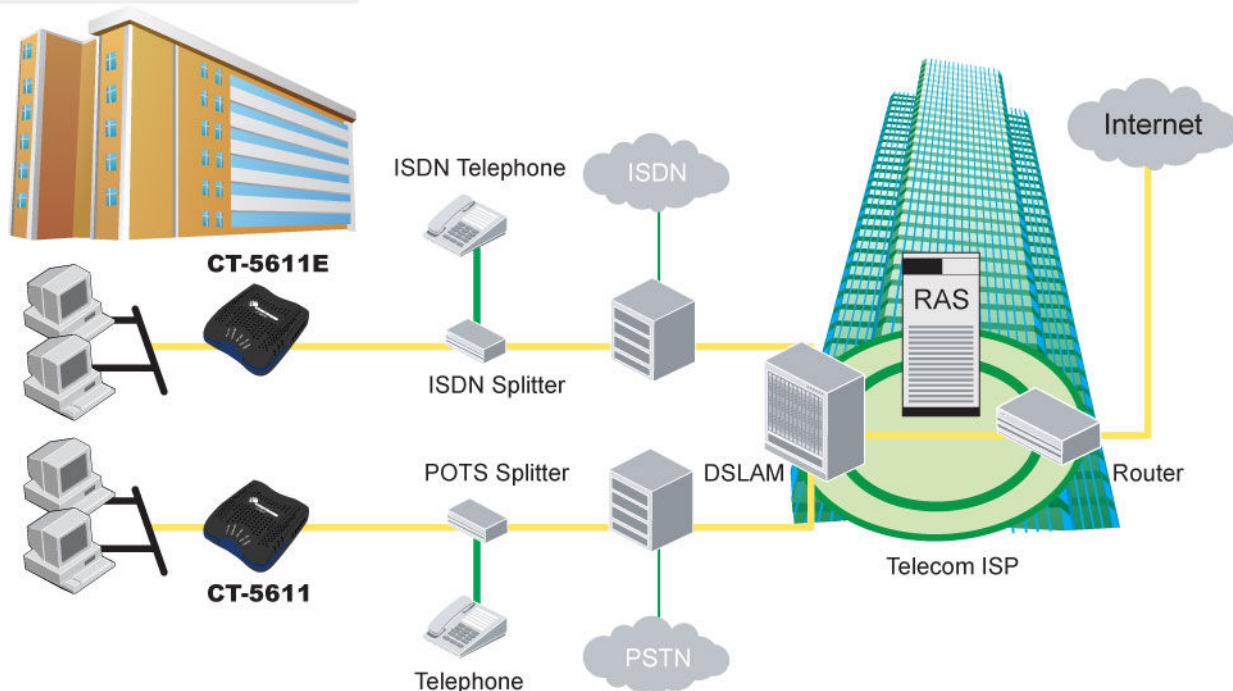 ISDN Telephone
ISDN
Internet
CT-5611E
RAS
ISDN Splitter
POTS Splitter
DSLAM
Router
CT-5611
Telecom ISP
Telephone
PSTN